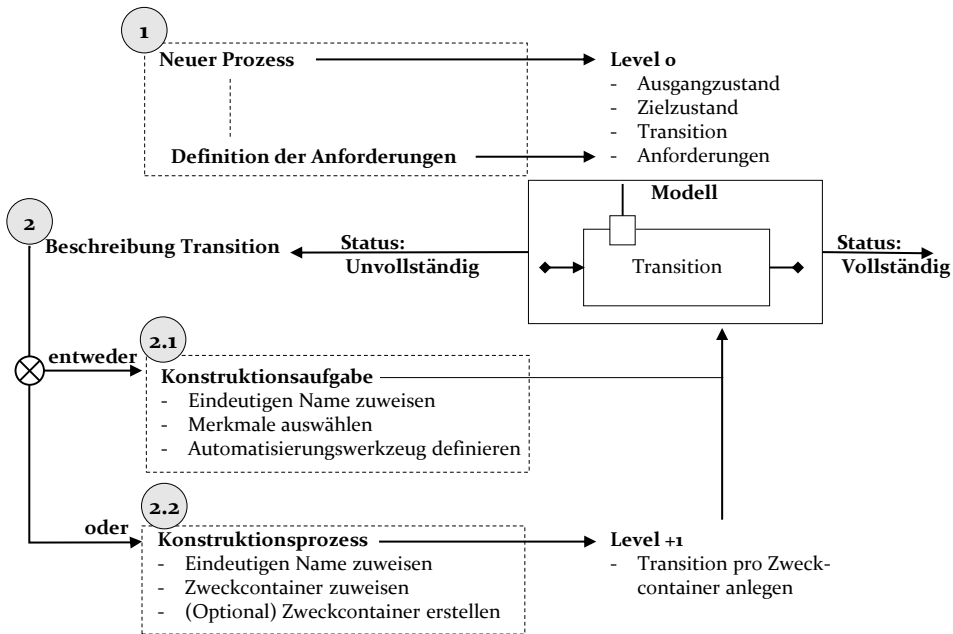 1
Neuer Prozess
Level 0
- Ausgangzustand
- Zielzustand
- Transition
Definition der Anforderungen
- Anforderungen
Modell
2
Beschreibung Transition
Status:
Unvollständig
Transition
Status:
Vollständig
entweder
2.1
Konstruktionsaufgabe
- Eindeutigen Name zuweisen
- Merkmale auswählen
- Automatisierungswerkzeug definieren
oder
2.2
Konstruktionsprozess
- Eindeutigen Name zuweisen
- Zweckcontainer zuweisen
- (Optional) Zweckcontainer erstellen
Level +1
- Transition pro Zweck-
container anlegen